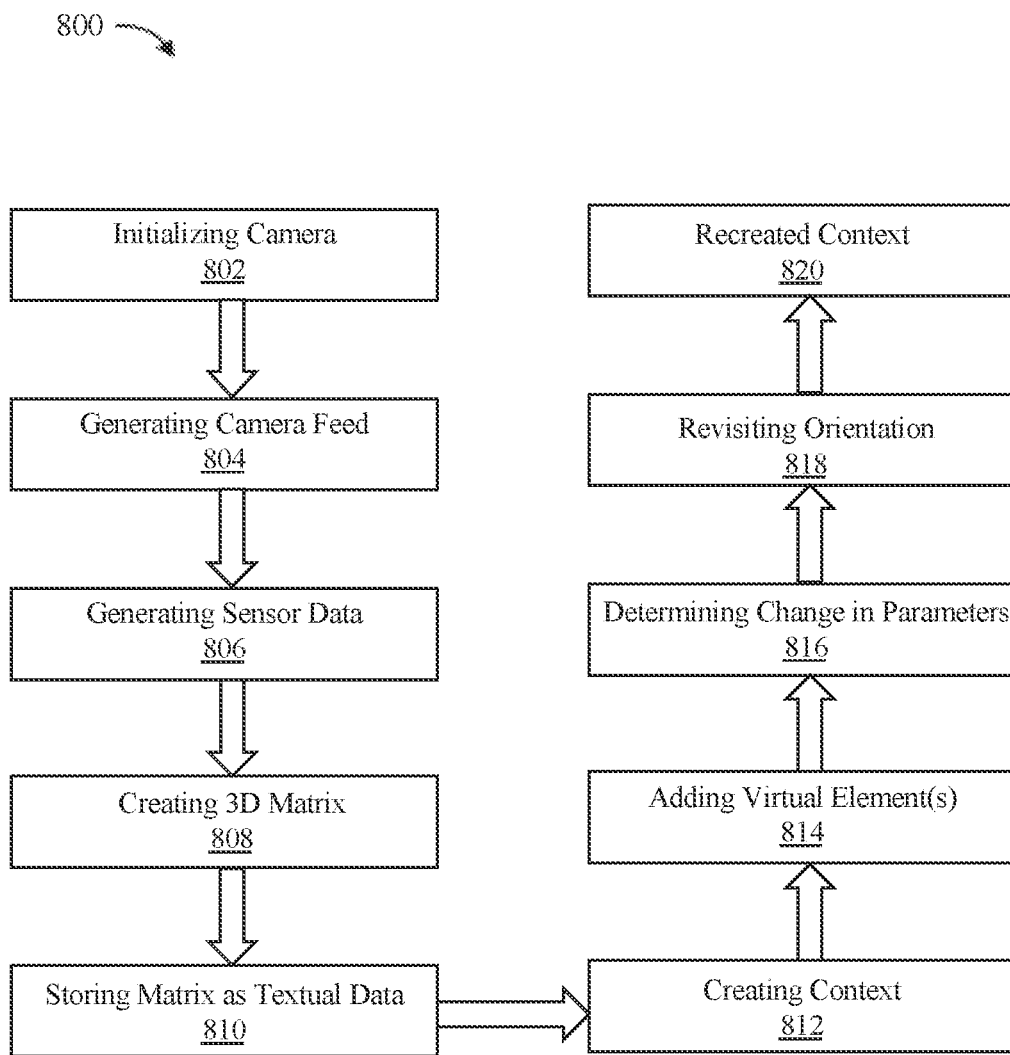 800
Initializing Camera
802
Generating Camera Feed
804
Generating Sensor Data
806
Creating 3D Matrix
808
Storing Matrix as Textual Data
810
Creating Context
812
Adding Virtual Element(s)
814
Determining Change in Parameters
816
Revisiting Orientation
818
Recreated Context
820